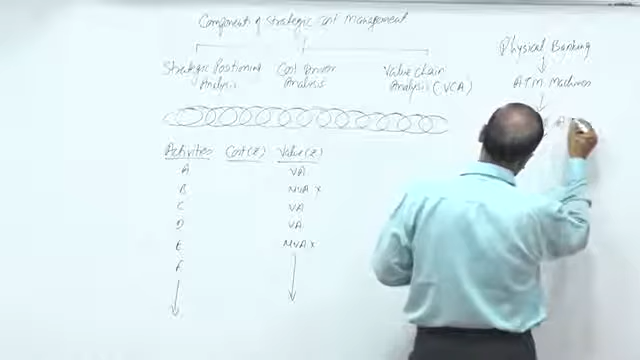 Components of Strategic Cost Management
Strategic Positioning Analysis
Cost Driver Analysis
Value Chain Analysis (VCA)
Activities Cost(₹) Value(₹)
A VA
B NVA x
C VA
D VA
E NVA x
F
Physical Banking
ATM Machines